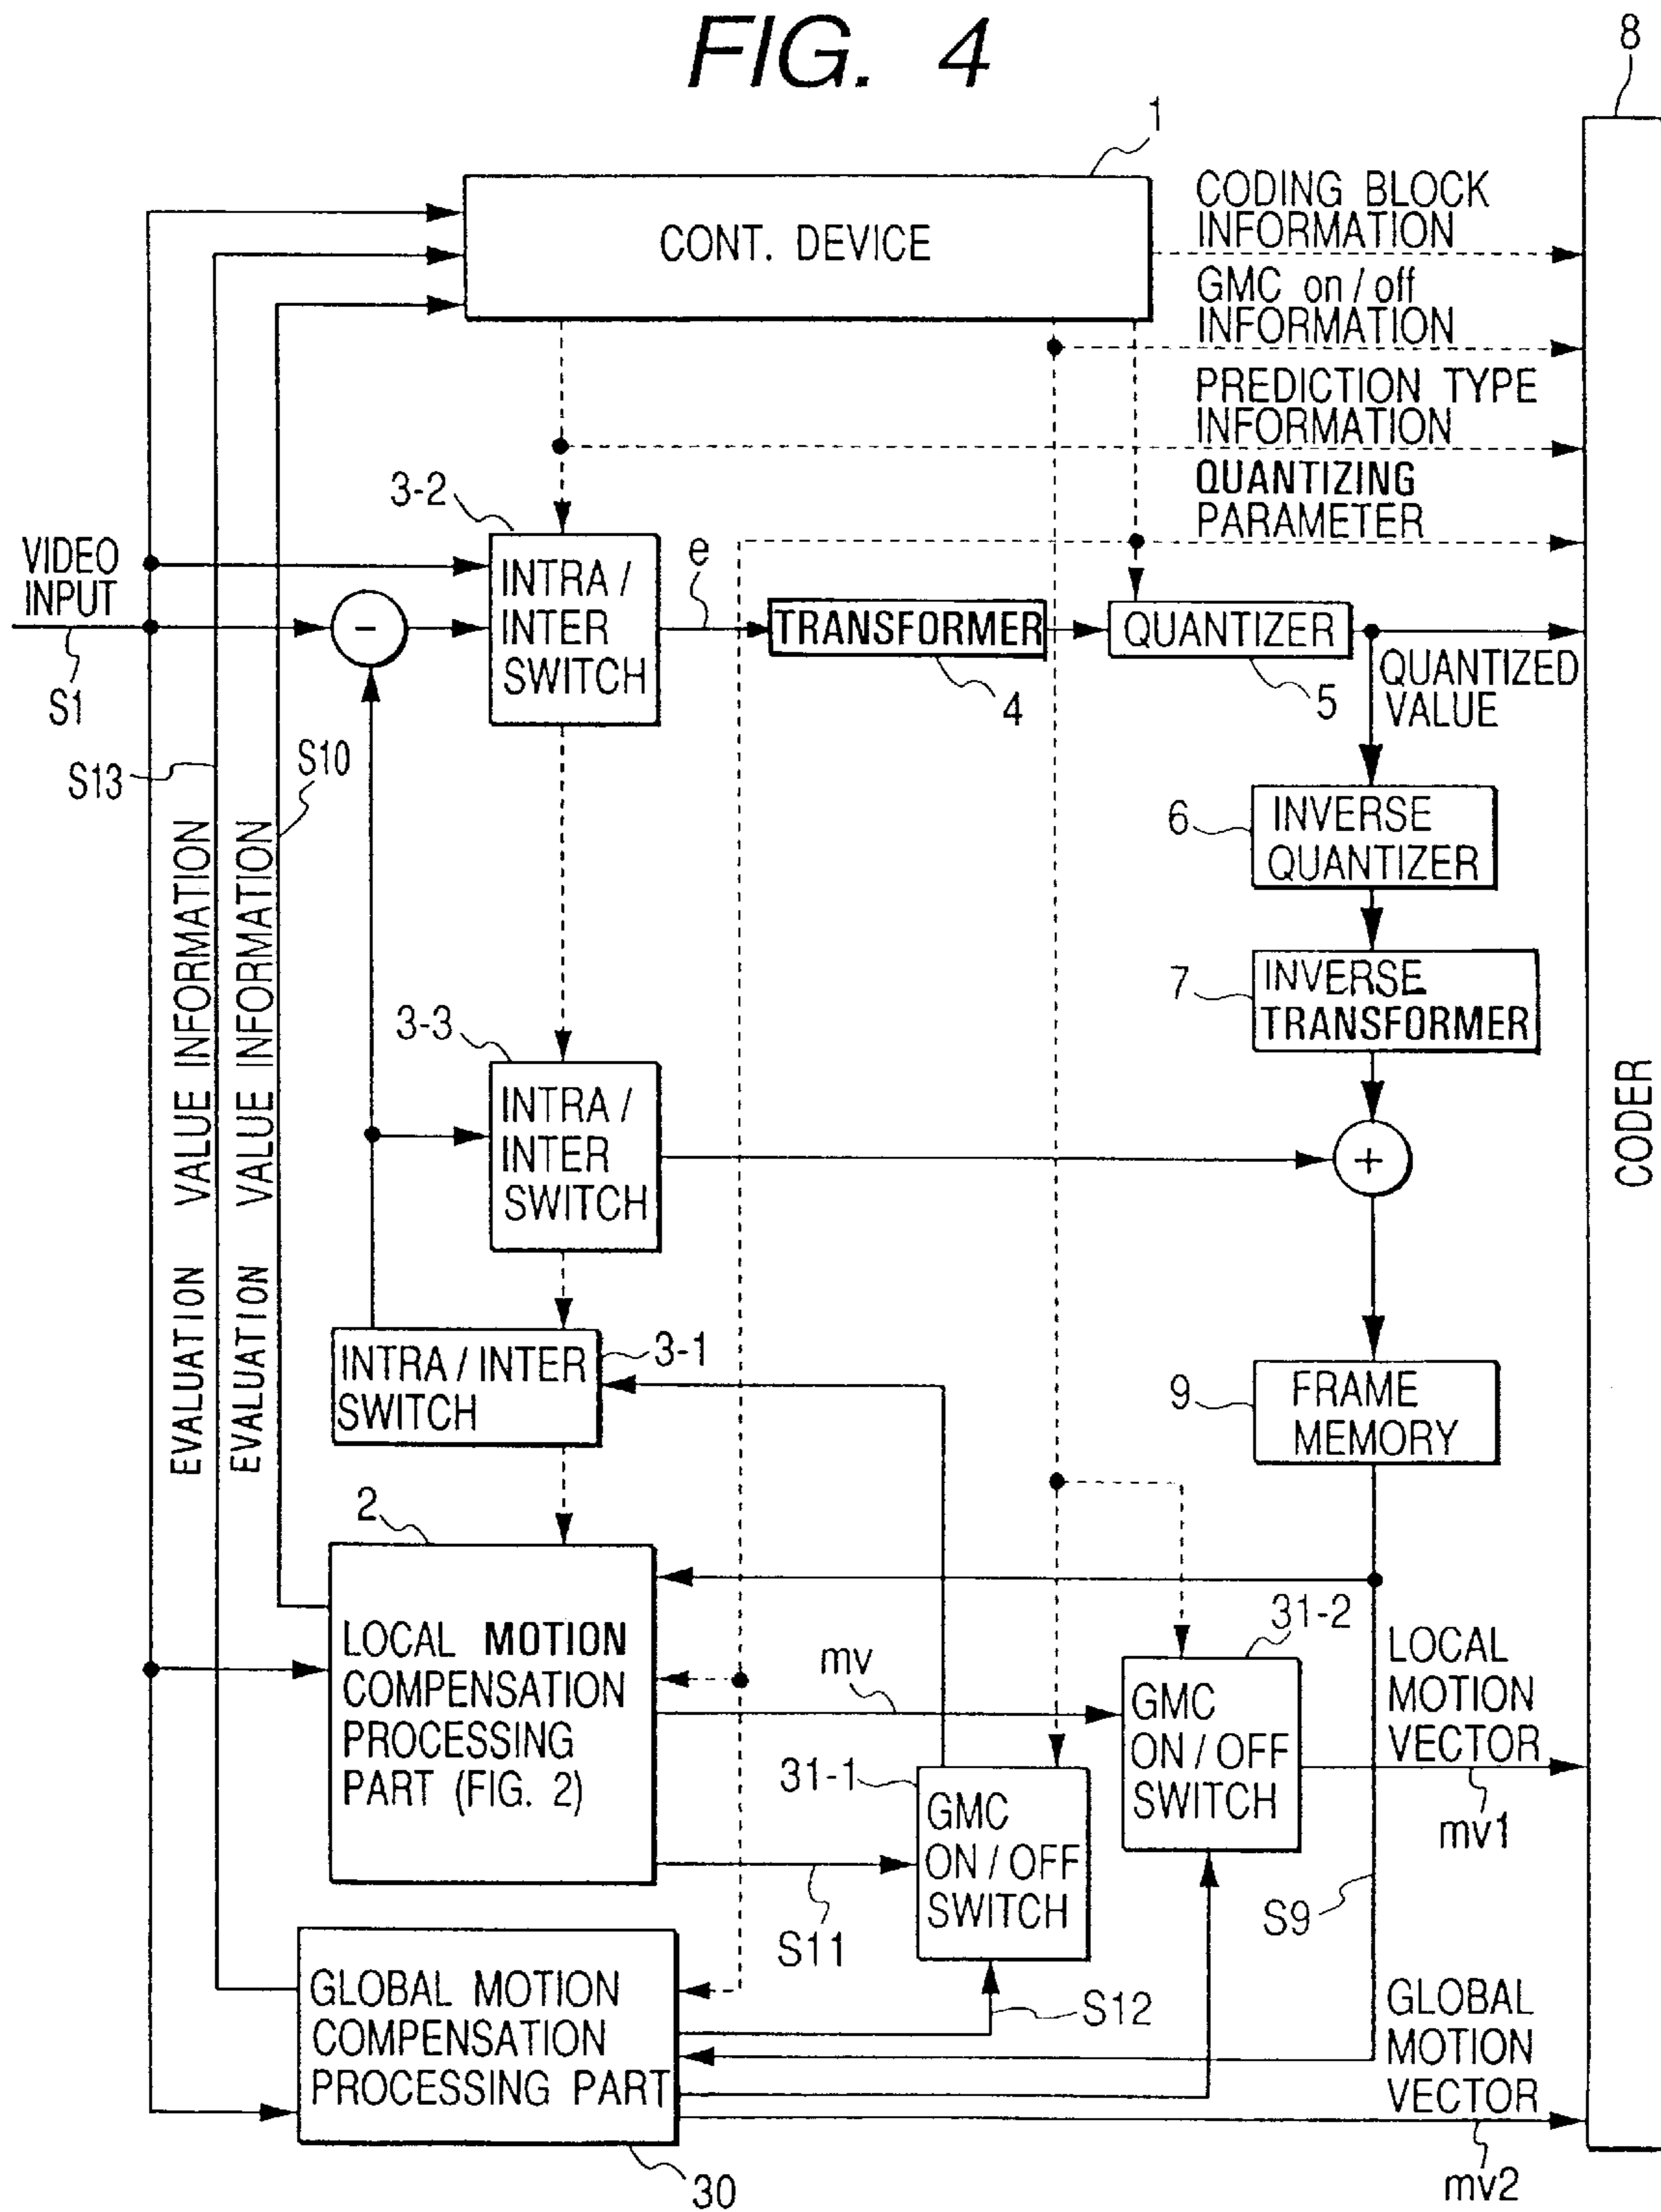 FIG. 4
8
1
CONT. DEVICE
CODING BLOCK
INFORMATION
GMC on/off
INFORMATION
PREDICTION TYPE
INFORMATION
QUANTIZING
PARAMETER
3-2
VIDEO
INPUT
S1
-
INTRA /
INTER
SWITCH
e
TRANSFORMER
4
QUANTIZER
5
QUANTIZED
VALUE
S13
S10
EVALUATION VALUE INFORMATION
EVALUATION VALUE INFORMATION
6
INVERSE
QUANTIZER
7
INVERSE
TRANSFORMER
3-3
INTRA /
INTER
SWITCH
+
CODER
INTRA / INTER
SWITCH
3-1
9
FRAME
MEMORY
2
LOCAL MOTION
COMPENSATION
PROCESSING
PART (FIG. 2)
mv
31-2
GMC
ON / OFF
SWITCH
LOCAL
MOTION
VECTOR
mv1
31-1
GMC
ON / OFF
SWITCH
S11
S9
S12
GLOBAL MOTION
COMPENSATION
PROCESSING PART
30
GLOBAL
MOTION
VECTOR
mv2